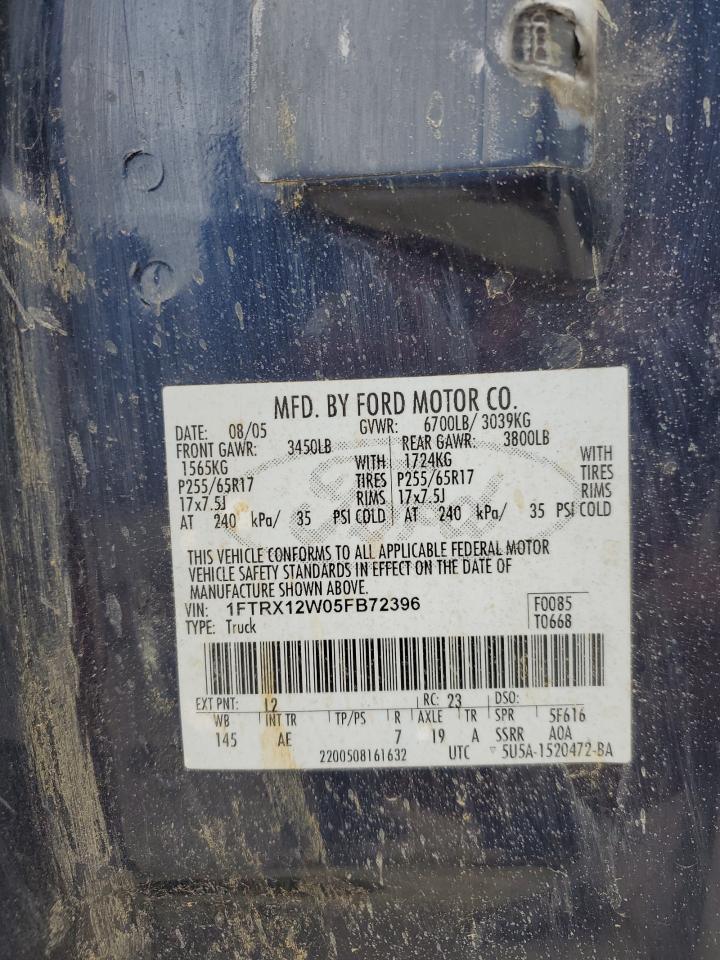 MFD. BY FORD MOTOR CO.
DATE: 08/05 GVWR: 6700LB/ 3039KG
FRONT GAWR: 3450LB REAR GAWR: 3800LB
1565KG WITH 1724KG WITH
P255/65R17 TIRES P255/65R17 TIRES
17x7.5J RIMS 17x7.5J RIMS
AT 240 kPa/ 35 PSI COLD AT 240 kPa/ 35 PSI COLD
Ford
THIS VEHICLE CONFORMS TO ALL APPLICABLE FEDERAL MOTOR
VEHICLE SAFETY STANDARDS IN EFFECT ON THE DATE OF
MANUFACTURE SHOWN ABOVE.
VIN: 1FTRX12W05FB72396 F0085
TYPE: Truck T0668
EXT PNT: L2 RC: 23 DSO:
WB INT TR TP/PS R AXLE TR SPR 5F616
145 AE 7 19 A SSRR A0A
2200508161632 UTC 5U5A-1520472-BA